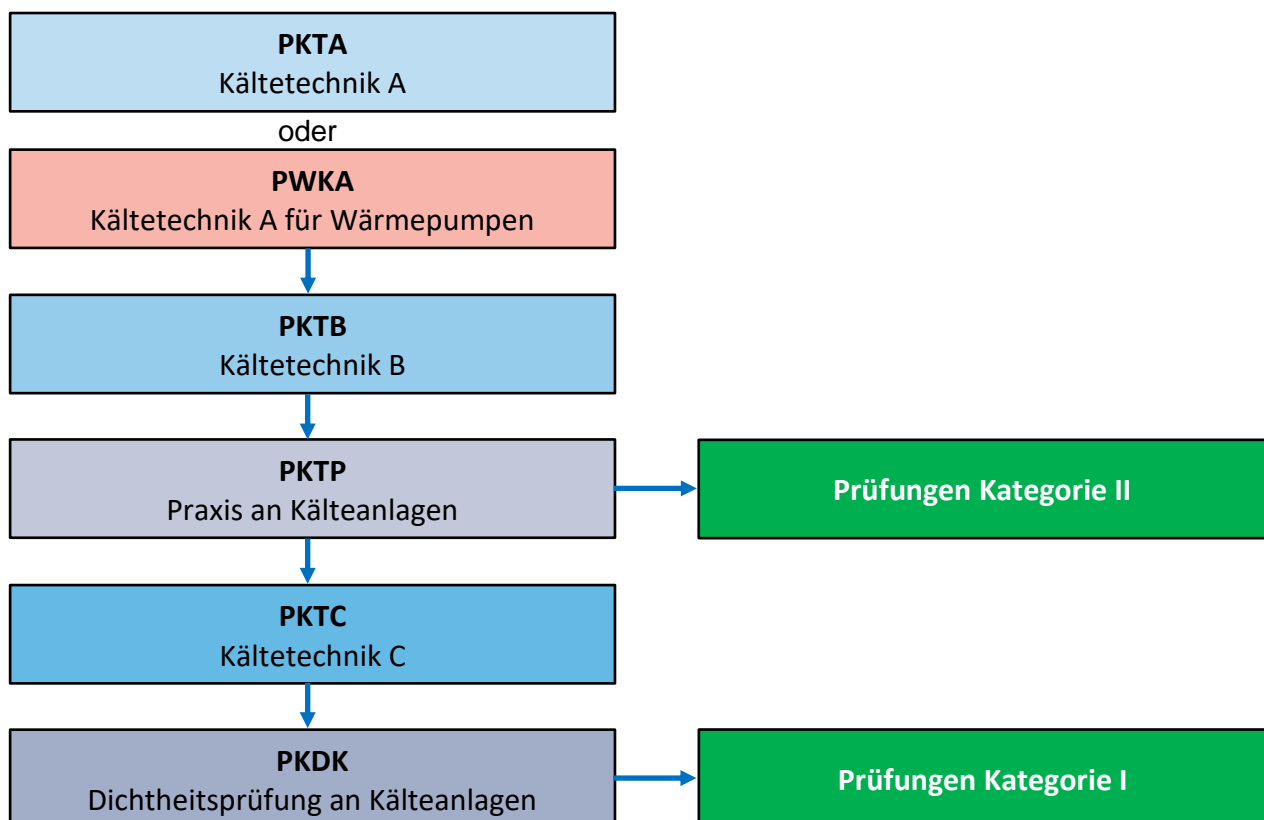 PKTA
Kältetechnik A
oder
PWKA
Kältetechnik A für Wärmepumpen
PKTB
Kältetechnik B
PKTP
Praxis an Kälteanlagen
Prüfungen Kategorie II
PKTC
Kältetechnik C
PKDK
Dichtheitsprüfung an Kälteanlagen
Prüfungen Kategorie I